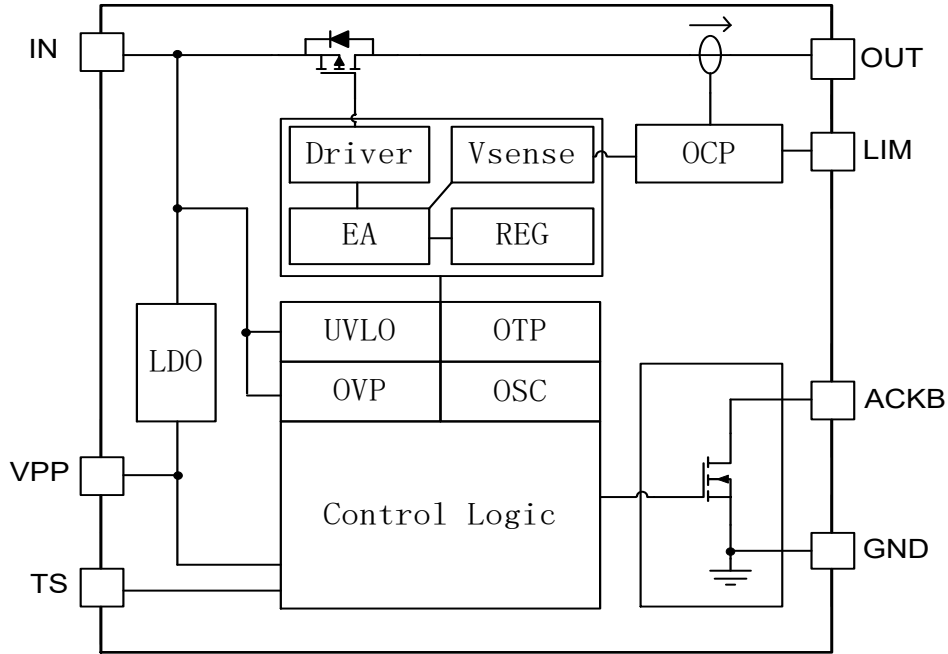 IN
OUT
Driver
Vsense
OCP
LIM
EA
REG
UVLO
OTP
LDO
OVP
OSC
ACKB
VPP
Control Logic
GND
TS